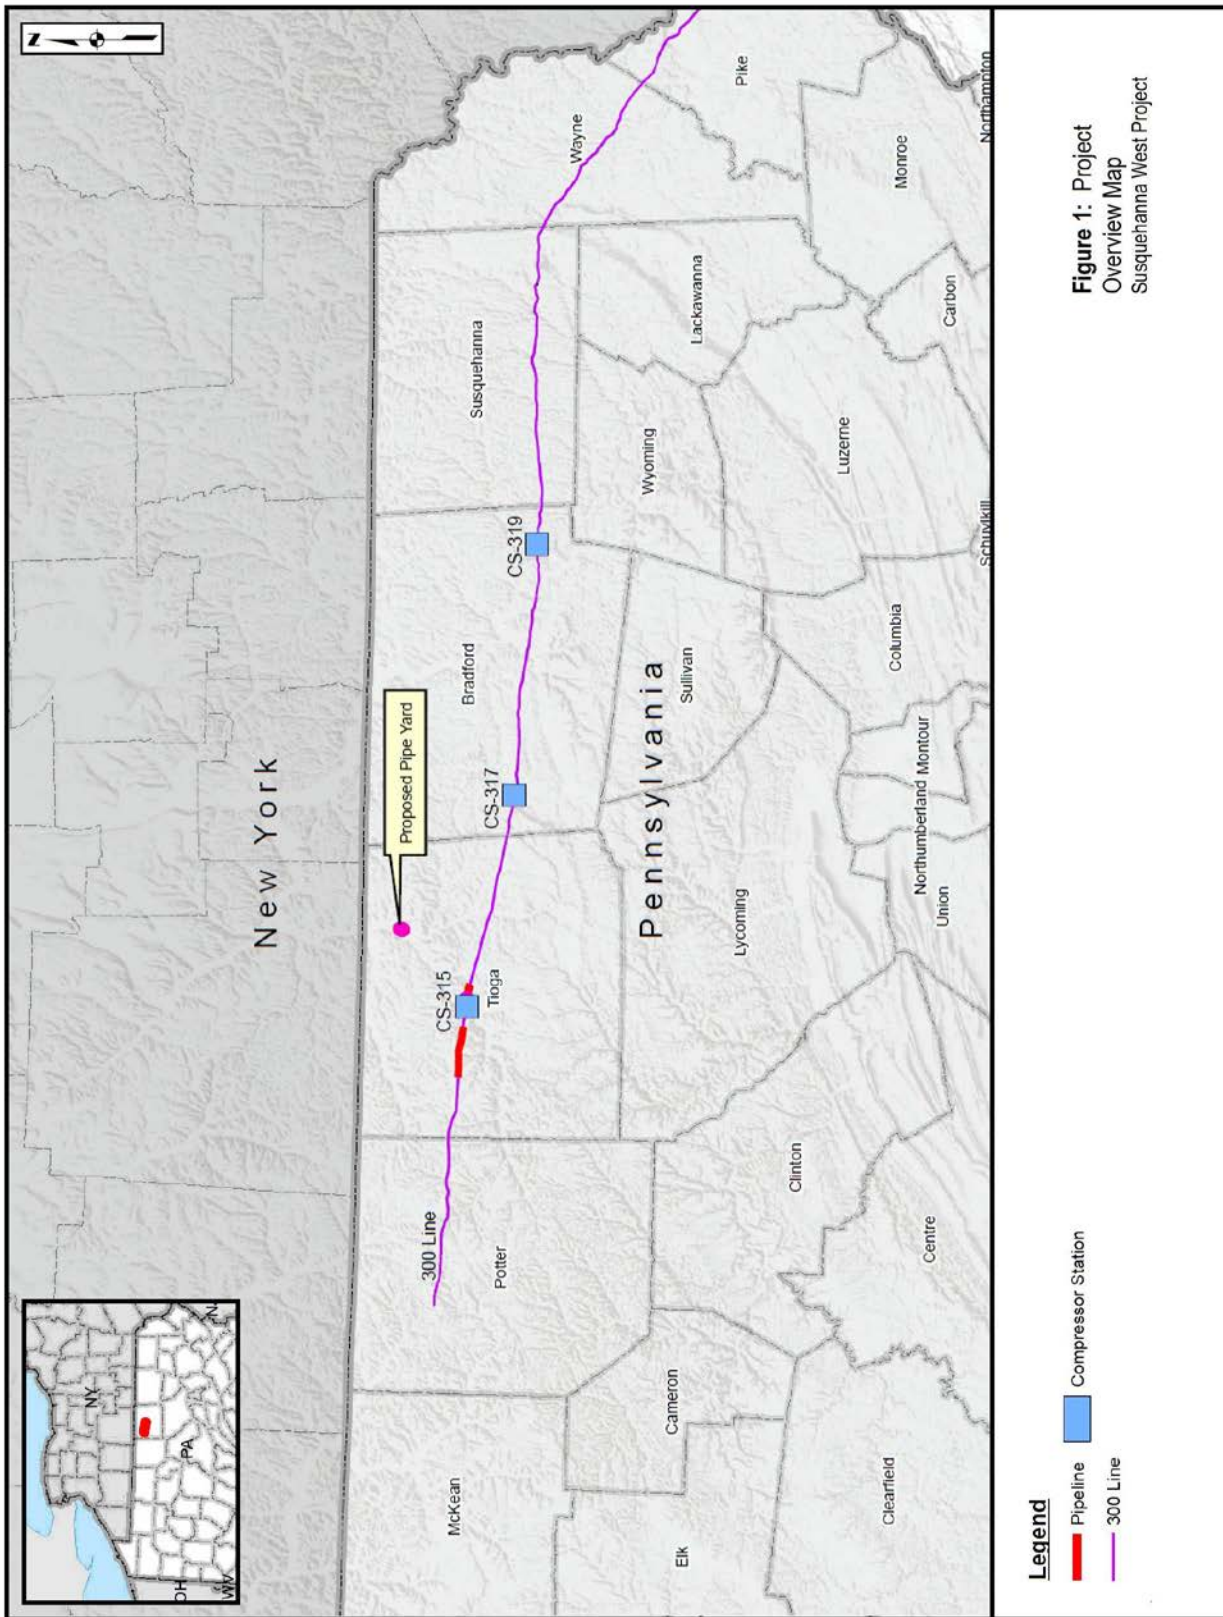 N
NY
PA
OH
WV
N-
New York
Pennsylvania
Proposed Pipe Yard
300 Line
CS-315
CS-317
CS-319
McKean
Potter
Tioga
Bradford
Susquehanna
Wayne
Pike
Elk
Cameron
Clinton
Lycoming
Sullivan
Wyoming
Lackawanna
Monroe
Clearfield
Centre
Union
Northumberland
Montour
Columbia
Luzerne
Carbon
Schuylkill
Northampton
Legend
Pipeline
Compressor Station
300 Line
Figure 1: Project
Overview Map
Susquehanna West Project